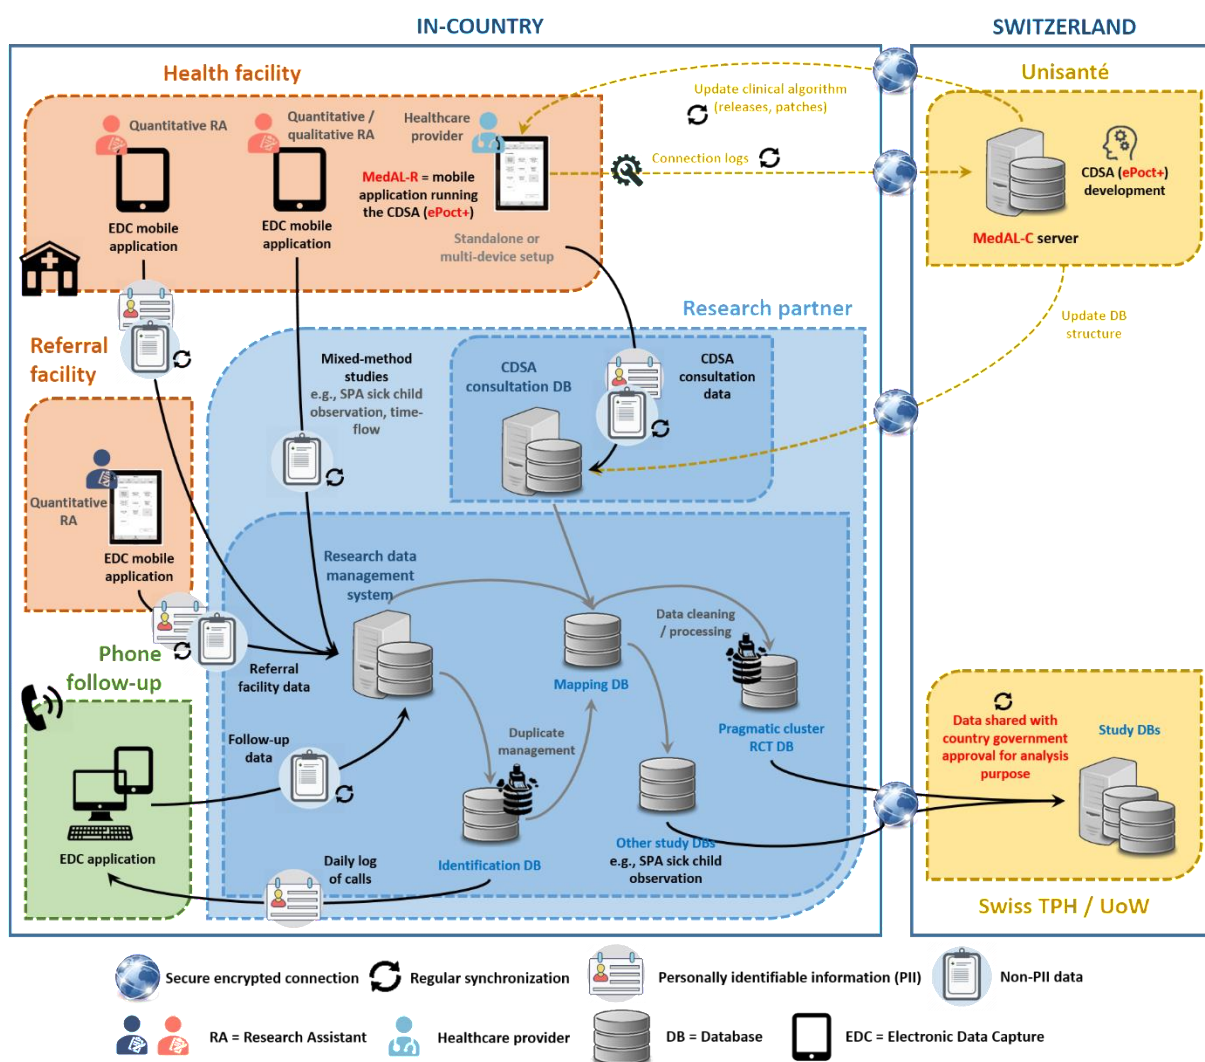 IN-COUNTRY
SWITZERLAND
Health facility
Quantitative RA
EDC mobile
application
Quantitative /
qualitative RA
EDC mobile
application
Healthcare
provider
MedAL-R = mobile
application running
the CDSA (ePoct+)
Standalone or
multi-device setup
Update clinical algorithm
(releases, patches)
Connection logs
Unisanté
CDSA (ePoct+)
development
MedAL-C server
Update DB
structure
Referral
facility
Quantitative
RA
EDC mobile
application
Research partner
Mixed-method
studies
e.g., SPA sick child
observation, time-
flow
CDSA
consultation DB
CDSA
consultation
data
Research data
management
system
Referral
facility data
Data cleaning
/ processing
Mapping DB
Pragmatic cluster
RCT DB
Duplicate
management
Identification DB
Other study DBs
e.g., SPA sick child
observation
Phone
follow-up
Follow-up
data
EDC application
Daily log
of calls
Data shared with
country government
approval for analysis
purpose
Study DBs
Swiss TPH / UoW
Secure encrypted connection
Regular synchronization
Personally identifiable information (PII)
Non-PII data
RA = Research Assistant
Healthcare provider
DB = Database
EDC = Electronic Data Capture